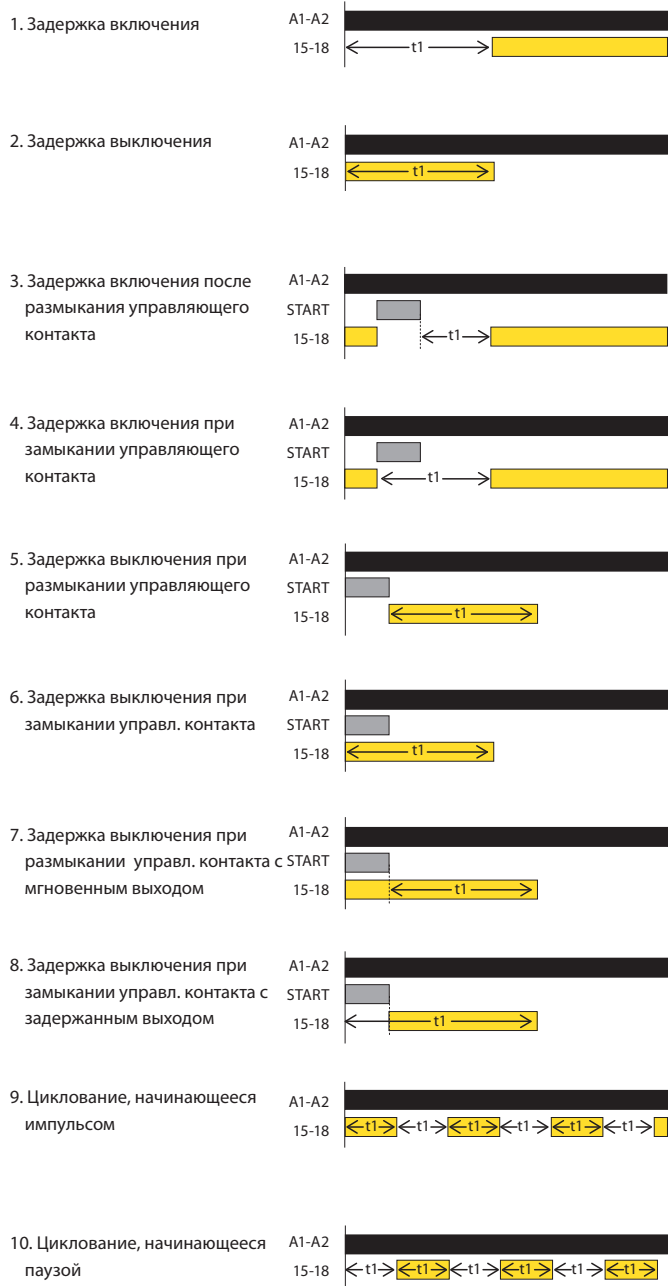 1. Задержка включения
A1-A2
15-18
t1
2. Задержка выключения
A1-A2
15-18
t1
3. Задержка включения после
размыкания управляющего
контакта
A1-A2
START
15-18
t1
4. Задержка включения при
замыкании управляющего
контакта
A1-A2
START
15-18
t1
5. Задержка выключения при
размыкании управляющего
контакта
A1-A2
START
15-18
t1
6. Задержка выключения при
замыкании управл. контакта
A1-A2
START
15-18
t1
7. Задержка выключения при
размыкании управл. контакта с
мгновенным выходом
A1-A2
START
15-18
t1
8. Задержка выключения при
замыкании управл. контакта с
задержанным выходом
A1-A2
START
15-18
t1
9. Циклование, начинающееся
импульсом
A1-A2
15-18
t1 t1 t1 t1 t1 t1
10. Циклование, начинающееся
паузой
A1-A2
15-18
t1 t1 t1 t1 t1 t1